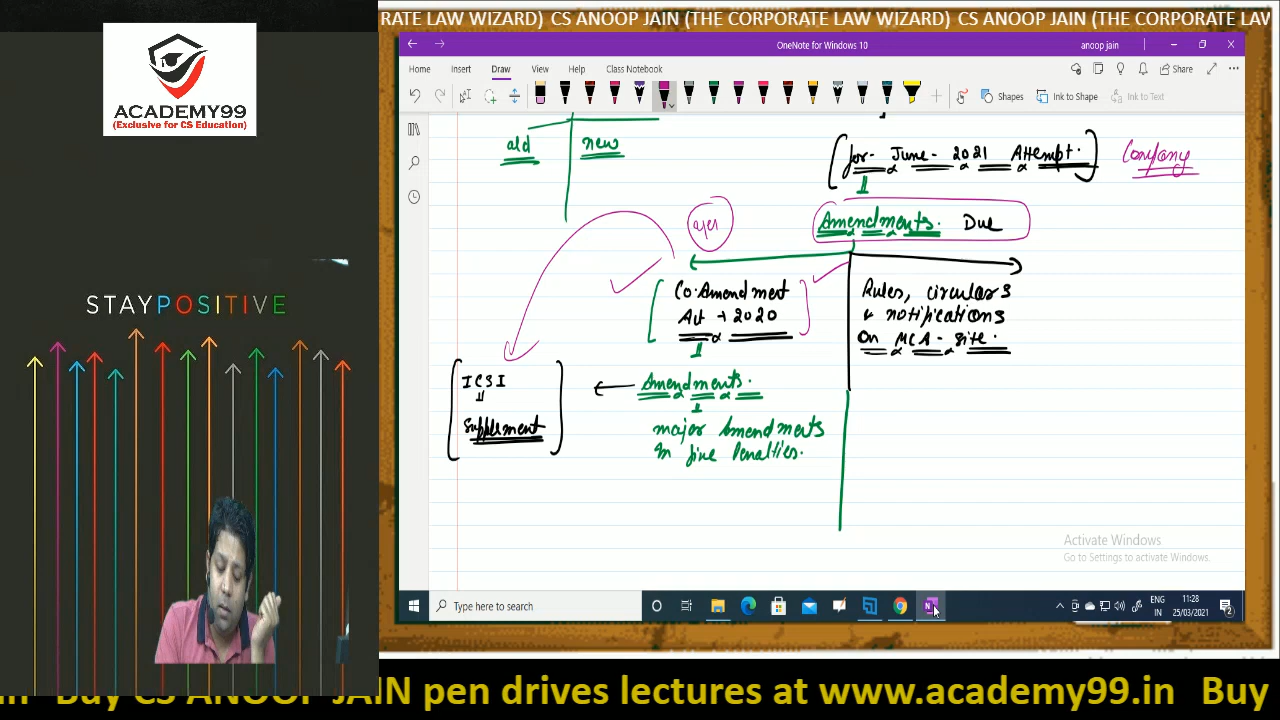 RATE LAW WIZARD) CS ANOOP JAIN (THE CORPORATE LAW WIZARD) CS ANOOP JAIN (THE CORPORATE LAW
ACADEMY99
(Exclusive for CS Education)
OneNote for Windows 10
anoop jain
Home Insert Draw View Help Class Notebook
Share
Shapes
Ink to Shape
Ink to Text
old
new
for June - 2021 Attempt.
Company
Amendments. Due
Co. Amendment
Act → 2020
Rules, circulars
& notifications
On MCA - Site.
ICSI
Supplement
Amendments.
major Amendments
In fine Penalties.
STAYPOSITIVE
Activate Windows
Go to Settings to activate Windows.
Type here to search
ENG
IN
11:28
25/03/2021
2
Buy CS ANOOP JAIN pen drives lectures at www.academy99.in Buy